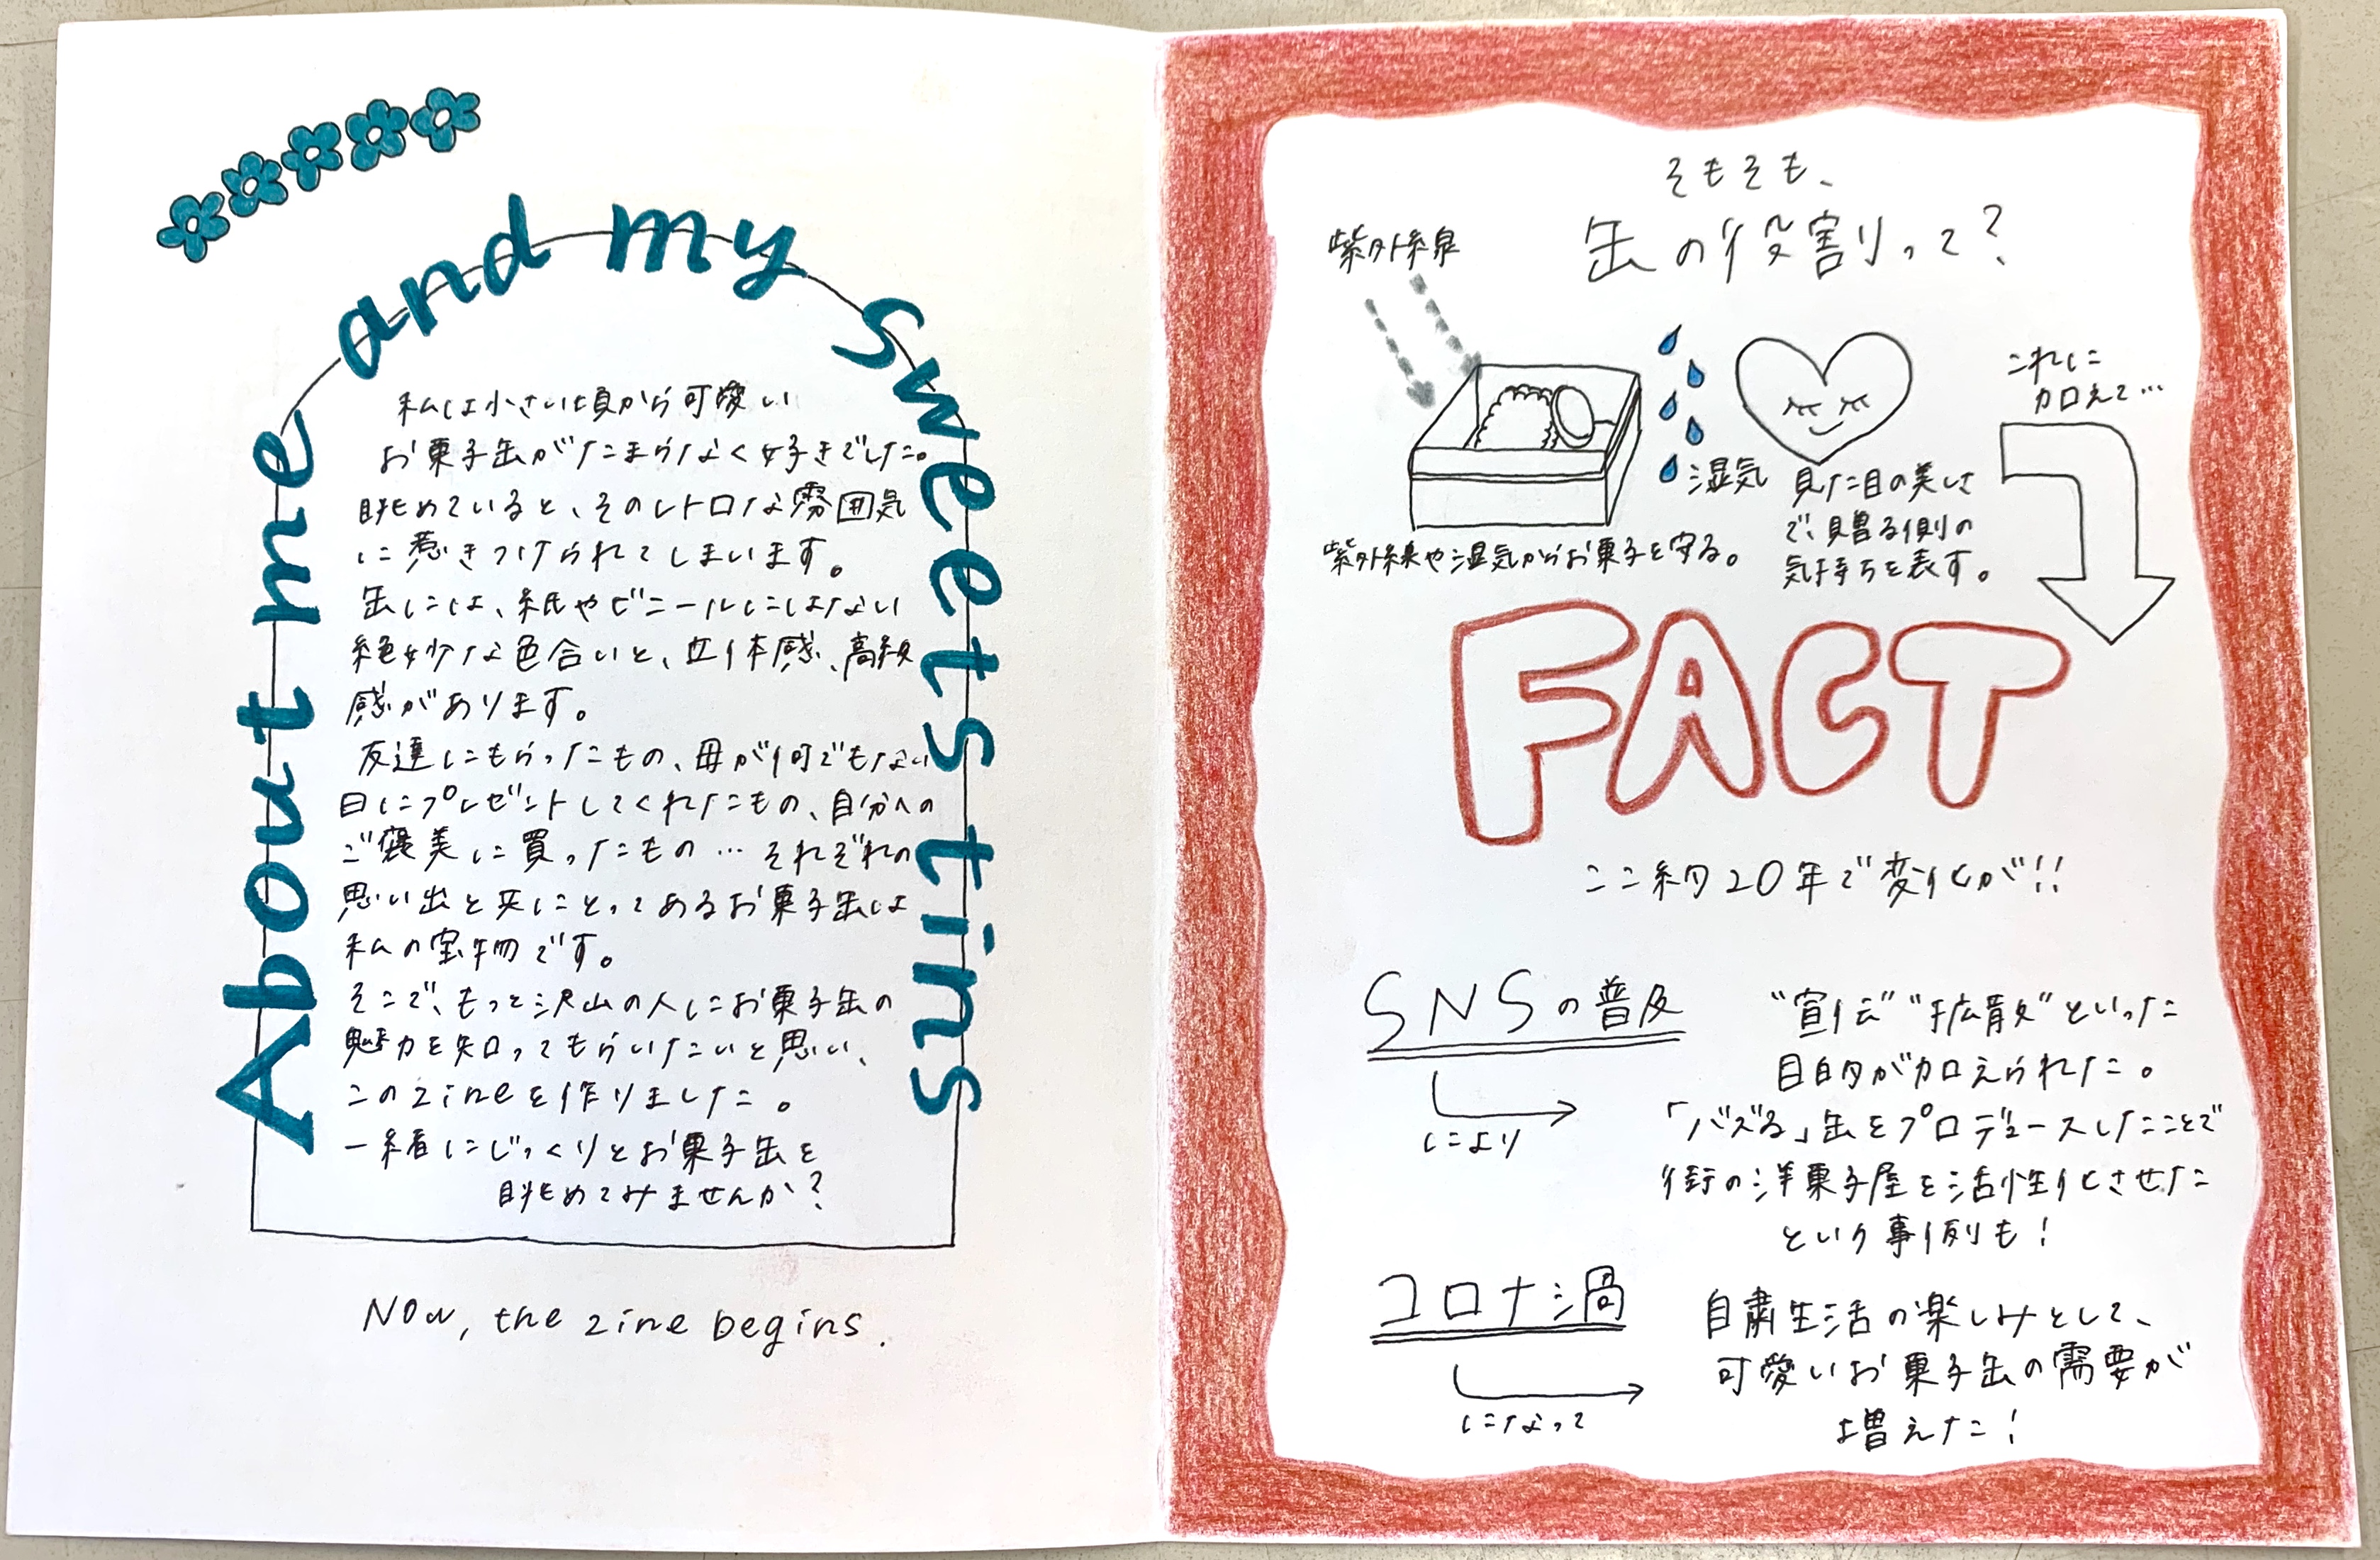 About me and my sweets tins
私は小さい頃から可愛い
お菓子缶がたまらなく好きでした。
眺めていると、そのレトロな雰囲気
に惹きつけられてしまいます。
缶には、紙やビニールにはない
絶妙な色合いと、立体感、高級
感があります。
友達にもらったもの、母が何でもない
日にプレゼントしてくれたもの、自分への
ご褒美に買ったもの…それぞれの
思い出と共にとってあるお菓子缶は
私の宝物です。
そこで、もっと沢山の人にお菓子缶の
魅力を知ってもらいたいと思い、
このzineを作りました。
一緒にじっくりとお菓子缶を
眺めてみませんか?
Now, the zine begins.
そもそも、
缶の役割って?
紫外線
湿気
紫外線や湿気からお菓子を守る。
見た目の美しさ
で、贈る側の
気持ちを表す。
これに
加えて…
FACT
ここ約20年で変化が!!
SNSの普及
により
"宣伝""拡散"といった
目的が加えられた。
「バズる」缶をプロデュースしたことで
街の洋菓子屋を活性化させた
という事例も!
コロナ渦
になって
自粛生活の楽しみとして、
可愛いお菓子缶の需要が
増えた!